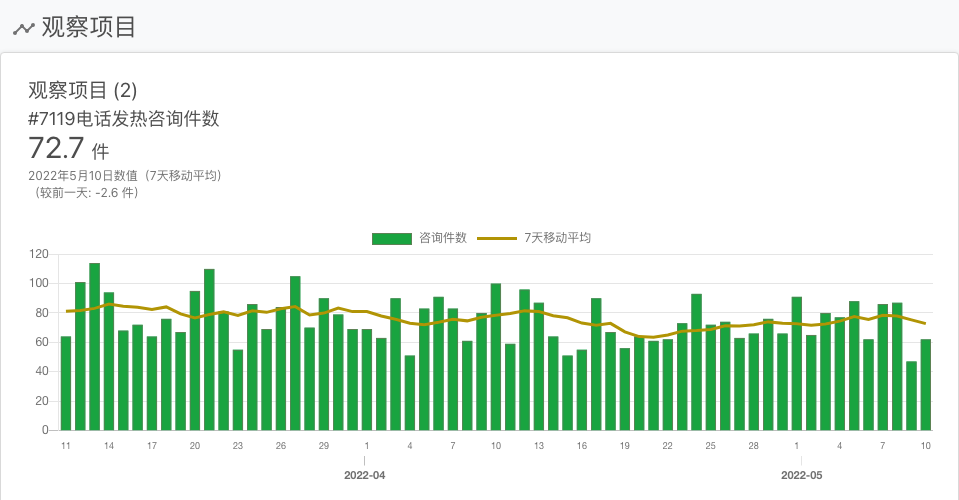 观察项目
观察项目 (2)
#7119电话发热咨询件数
72.7 件
2022年5月10日数值（7天移动平均）
（较前一天: -2.6 件）
咨询件数 7天移动平均
120
100
80
60
40
20
0
11 14 17 20 23 26 29 1 4 7 10 13 16 19 22 25 28 1 4 7 10
2022-04 2022-05